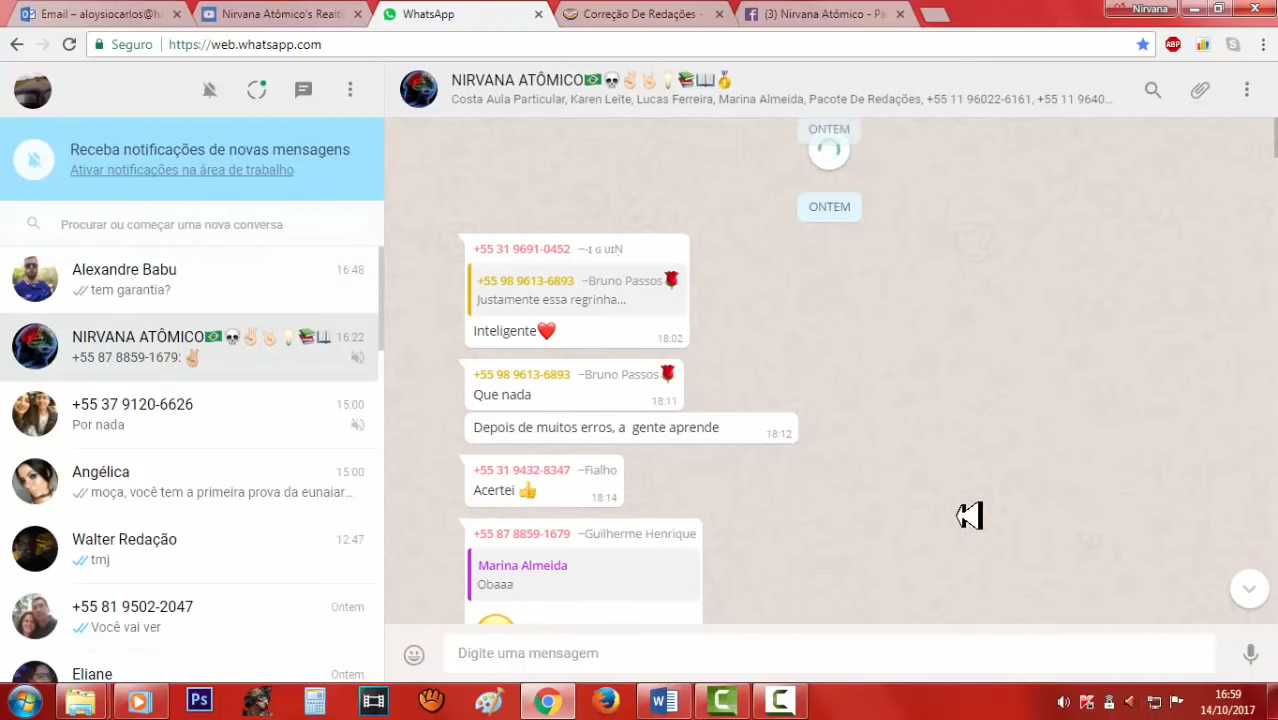 Email – aloysiocarlos@h
Nirvana Atômico's Realt
WhatsApp
Correção De Redações -
(3) Nirvana Atômico - Pá
Nirvana
Seguro
https://web.whatsapp.com
ABP
NIRVANA ATÔMICO🇧🇷💀✌🏻🤘🏻💡📚📖🥇
Costa Aula Particular, Karen Leite, Lucas Ferreira, Marina Almeida, Pacote De Redações, +55 11 96022-6161, +55 11 9640...
Receba notificações de novas mensagens
Ativar notificações na área de trabalho
Procurar ou começar uma nova conversa
Alexandre Babu 16:48
tem garantia?
NIRVANA ATÔMICO🇧🇷💀✌🏻🤘🏻💡📚📖 16:22
+55 87 8859-1679: ✌🏼
+55 37 9120-6626 15:00
Por nada
Angélica 15:00
moça, você tem a primeira prova da eunaiar...
Walter Redação 12:47
tmj
+55 81 9502-2047 Ontem
Você vai ver
Eliane Ontem
ONTEM
ONTEM
+55 31 9691-0452
+55 98 9613-6893 ~Bruno Passos🌹
Justamente essa regrinha...
Inteligente❤️ 18:02
+55 98 9613-6893 ~Bruno Passos🌹
Que nada 18:11
Depois de muitos erros, a gente aprende 18:12
+55 31 9432-8347 ~Fialho
Acertei 👍 18:14
+55 87 8859-1679 ~Guilherme Henrique
Marina Almeida
Obaaa
Digite uma mensagem
Ps
16:59
14/10/2017